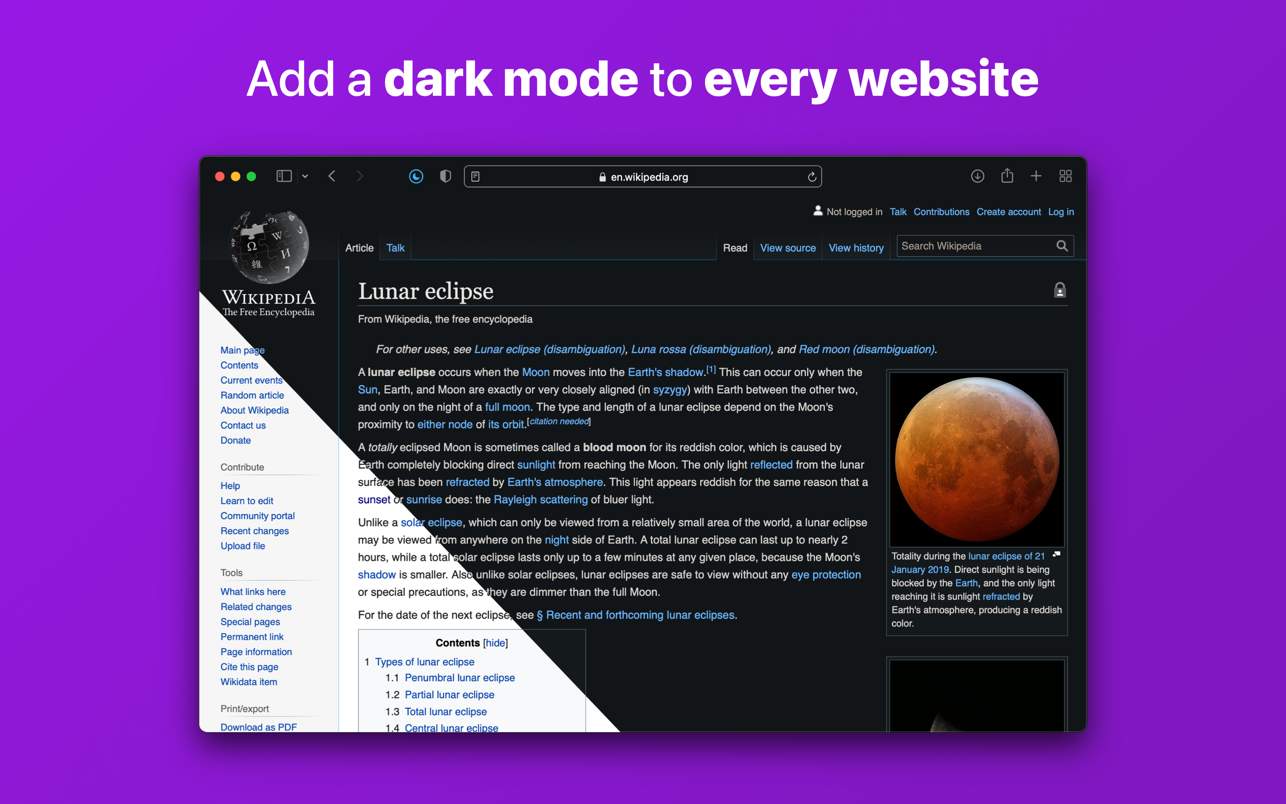 Add a dark mode to every website
en.wikipedia.org
Not logged in Talk Contributions Create account Log in
Article Talk Read View source View history Search Wikipedia
WIKIPEDIA
The Free Encyclopedia
Main page
Contents
Current events
Random article
About Wikipedia
Contact us
Donate
Contribute
Help
Learn to edit
Community portal
Recent changes
Upload file
Tools
What links here
Related changes
Special pages
Permanent link
Page information
Cite this page
Wikidata item
Print/export
Download as PDF
Lunar eclipse
From Wikipedia, the free encyclopedia
For other uses, see Lunar eclipse (disambiguation), Luna rossa (disambiguation), and Red moon (disambiguation).
A lunar eclipse occurs when the Moon moves into the Earth's shadow.[1] This can occur only when the
Sun, Earth, and Moon are exactly or very closely aligned (in syzygy) with Earth between the other two,
and only on the night of a full moon. The type and length of a lunar eclipse depend on the Moon's
proximity to either node of its orbit.[citation needed]
A totally eclipsed Moon is sometimes called a blood moon for its reddish color, which is caused by
Earth completely blocking direct sunlight from reaching the Moon. The only light reflected from the lunar
surface has been refracted by Earth's atmosphere. This light appears reddish for the same reason that a
sunset or sunrise does: the Rayleigh scattering of bluer light.
Unlike a solar eclipse, which can only be viewed from a relatively small area of the world, a lunar eclipse
may be viewed from anywhere on the night side of Earth. A total lunar eclipse can last up to nearly 2
hours, while a total solar eclipse lasts only up to a few minutes at any given place, because the Moon's
shadow is smaller. Also unlike solar eclipses, lunar eclipses are safe to view without any eye protection
or special precautions, as they are dimmer than the full Moon.
For the date of the next eclipse, see § Recent and forthcoming lunar eclipses.
Contents [hide]
1 Types of lunar eclipse
1.1 Penumbral lunar eclipse
1.2 Partial lunar eclipse
1.3 Total lunar eclipse
1.4 Central lunar eclipse
Totality during the lunar eclipse of 21
January 2019. Direct sunlight is being
blocked by the Earth, and the only light
reaching it is sunlight refracted by
Earth's atmosphere, producing a reddish
color.